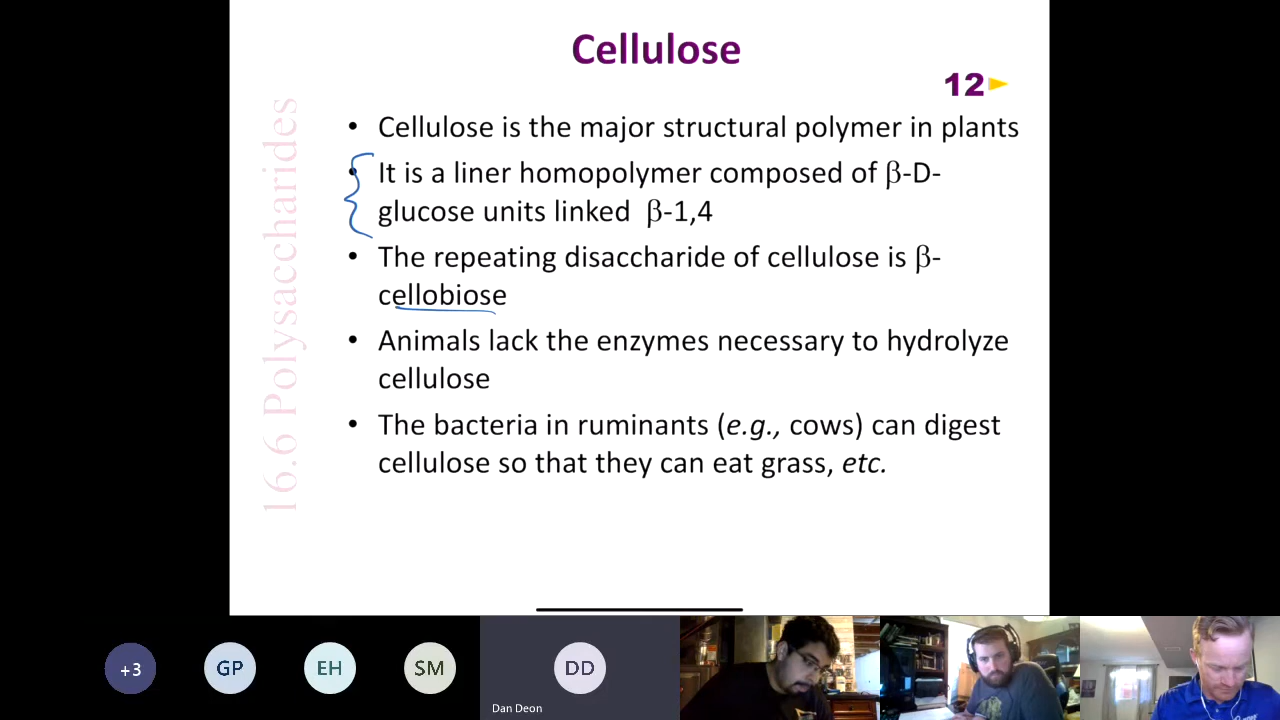 Cellulose
12
16.6 Polysaccharides
• Cellulose is the major structural polymer in plants
• It is a liner homopolymer composed of β-D-
glucose units linked β-1,4
• The repeating disaccharide of cellulose is β-
cellobiose
• Animals lack the enzymes necessary to hydrolyze
cellulose
• The bacteria in ruminants (e.g., cows) can digest
cellulose so that they can eat grass, etc.
+3
GP
EH
SM
DD
Dan Deon